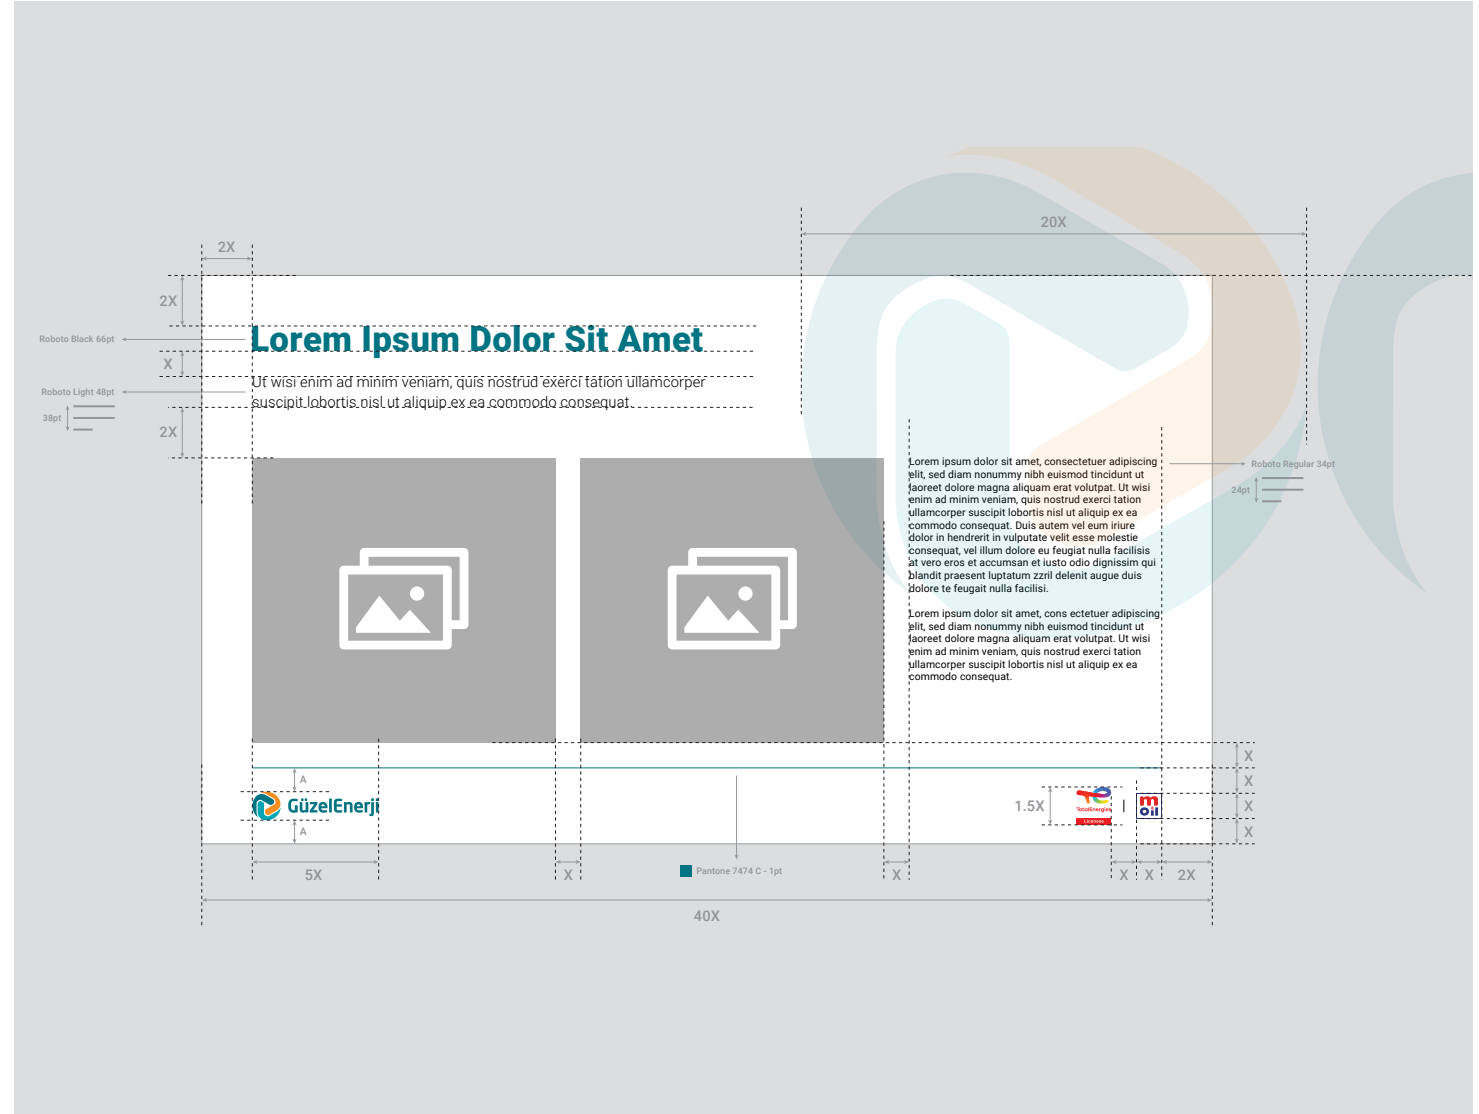 20X
2X
2X
Lorem Ipsum Dolor Sit Amet
Roboto Black 66pt
X
Ut wisi enim ad minim veniam, quis nostrud exerci tation ullamcorper
suscipit lobortis nisl ut aliquip ex ea commodo consequat.
Roboto Light 48pt
38pt
2X
Lorem ipsum dolor sit amet, consectetuer adipiscing
elit, sed diam nonummy nibh euismod tincidunt ut
laoreet dolore magna aliquam erat volutpat. Ut wisi
enim ad minim veniam, quis nostrud exerci tation
ullamcorper suscipit lobortis nisl ut aliquip ex ea
commodo consequat. Duis autem vel eum iriure
dolor in hendrerit in vulputate velit esse molestie
consequat, vel illum dolore eu feugiat nulla facilisis
at vero eros et accumsan et iusto odio dignissim qui
blandit praesent luptatum zzril delenit augue duis
dolore te feugait nulla facilisi.
Roboto Regular 34pt
24pt
Lorem ipsum dolor sit amet, cons ectetuer adipiscing
elit, sed diam nonummy nibh euismod tincidunt ut
laoreet dolore magna aliquam erat volutpat. Ut wisi
enim ad minim veniam, quis nostrud exerci tation
ullamcorper suscipit lobortis nisl ut aliquip ex ea
commodo consequat.
X
A
X
GüzelEnerji
1.5X
TotalEnergies
Licensee
|
m
oil
X
A
X
5X
X
Pantone 7474 C - 1pt
X
X
X
2X
40X